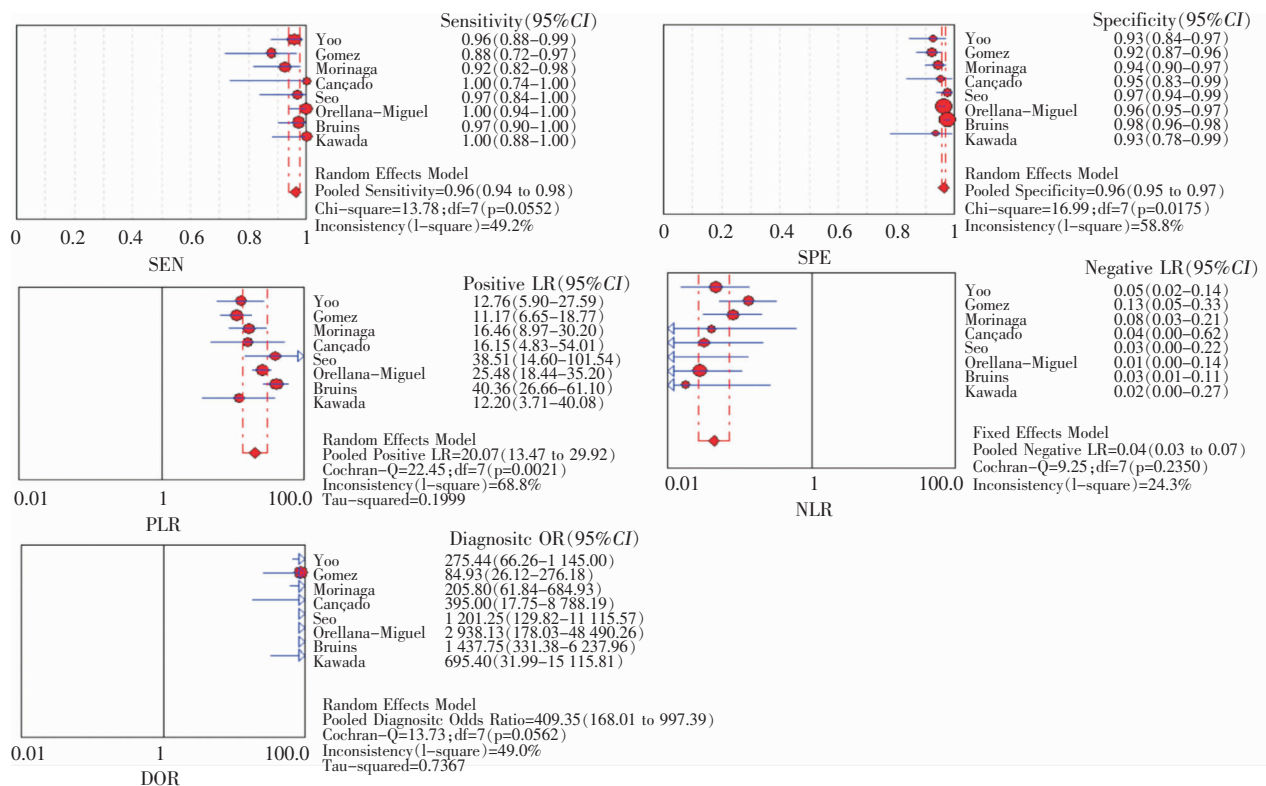 Sensitivity(95%CI)
Yoo 0.96(0.88−0.99)
Gomez 0.88(0.72−0.97)
Morinaga 0.92(0.82−0.98)
Cançado 1.00(0.74−1.00)
Seo 0.97(0.84−1.00)
Orellana−Miguel 1.00(0.94−1.00)
Bruins 0.97(0.90−1.00)
Kawada 1.00(0.88−1.00)
Random Effects Model
Pooled Sensitivity=0.96(0.94 to 0.98)
Chi−square=13.78;df=7(p=0.0552)
Inconsistency(l−square)=49.2%
0 0.2 0.4 0.6 0.8 1
SEN
Specificity(95%CI)
Yoo 0.93(0.84−0.97)
Gomez 0.92(0.87−0.96)
Morinaga 0.94(0.90−0.97)
Cançado 0.95(0.83−0.99)
Seo 0.97(0.94−0.99)
Orellana−Miguel 0.96(0.95−0.97)
Bruins 0.98(0.96−0.98)
Kawada 0.93(0.78−0.99)
Random Effects Model
Pooled Specificity=0.96(0.95 to 0.97)
Chi−square=16.99;df=7(p=0.0175)
Inconsistency(l−square)=58.8%
0 0.2 0.4 0.6 0.8 1
SPE
Positive LR(95%CI)
Yoo 12.76(5.90−27.59)
Gomez 11.17(6.65−18.77)
Morinaga 16.46(8.97−30.20)
Cançado 16.15(4.83−54.01)
Seo 38.51(14.60−101.54)
Orellana−Miguel 25.48(18.44−35.20)
Bruins 40.36(26.66−61.10)
Kawada 12.20(3.71−40.08)
Random Effects Model
Pooled Positive LR=20.07(13.47 to 29.92)
Cochran−Q=22.45;df=7(p=0.0021)
Inconsistency(l−square)=68.8%
Tau−squared=0.1999
0.01 1 100.0
PLR
Negative LR(95%CI)
Yoo 0.05(0.02−0.14)
Gomez 0.13(0.05−0.33)
Morinaga 0.08(0.03−0.21)
Cançado 0.04(0.00−0.62)
Seo 0.03(0.00−0.22)
Orellana−Miguel 0.01(0.00−0.14)
Bruins 0.03(0.01−0.11)
Kawada 0.02(0.00−0.27)
Fixed Effects Model
Pooled Negative LR=0.04(0.03 to 0.07)
Cochran−Q=9.25;df=7(p=0.2350)
Inconsistency(l−square)=24.3%
0.01 1 100.0
NLR
Diagnositc OR(95%CI)
Yoo 275.44(66.26−1 145.00)
Gomez 84.93(26.12−276.18)
Morinaga 205.80(61.84−684.93)
Cançado 395.00(17.75−8 788.19)
Seo 1 201.25(129.82−11 115.57)
Orellana−Miguel 2 938.13(178.03−48 490.26)
Bruins 1 437.75(331.38−6 237.96)
Kawada 695.40(31.99−15 115.81)
Random Effects Model
Pooled Diagnositc Odds Ratio=409.35(168.01 to 997.39)
Cochran−Q=13.73;df=7(p=0.0562)
Inconsistency(l−square)=49.0%
Tau−squared=0.7367
0.01 1 100.0
DOR